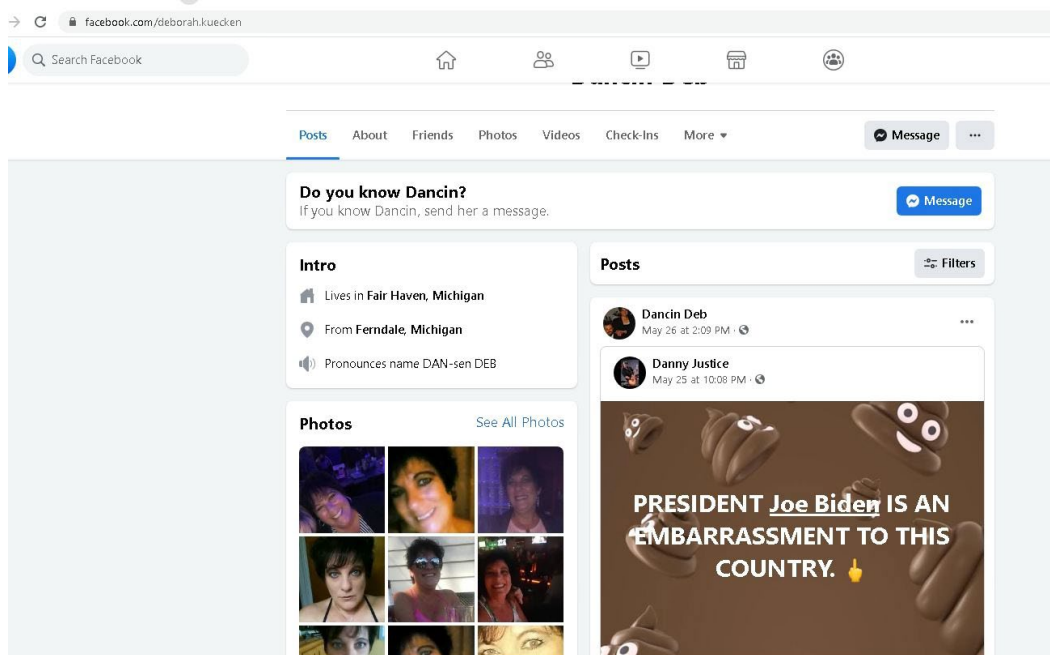 facebook.com/deborah.kuecken
Search Facebook
Dancin Deb
Posts About Friends Photos Videos Check-Ins More
Message
...
Do you know Dancin?
If you know Dancin, send her a message.
Message
Intro
Lives in Fair Haven, Michigan
From Ferndale, Michigan
Pronounces name DAN-sen DEB
Photos
See All Photos
Posts
Filters
Dancin Deb
May 26 at 2:09 PM ·
...
Danny Justice
May 25 at 10:08 PM ·
PRESIDENT Joe Biden IS AN
EMBARRASSMENT TO THIS
COUNTRY. 🖕